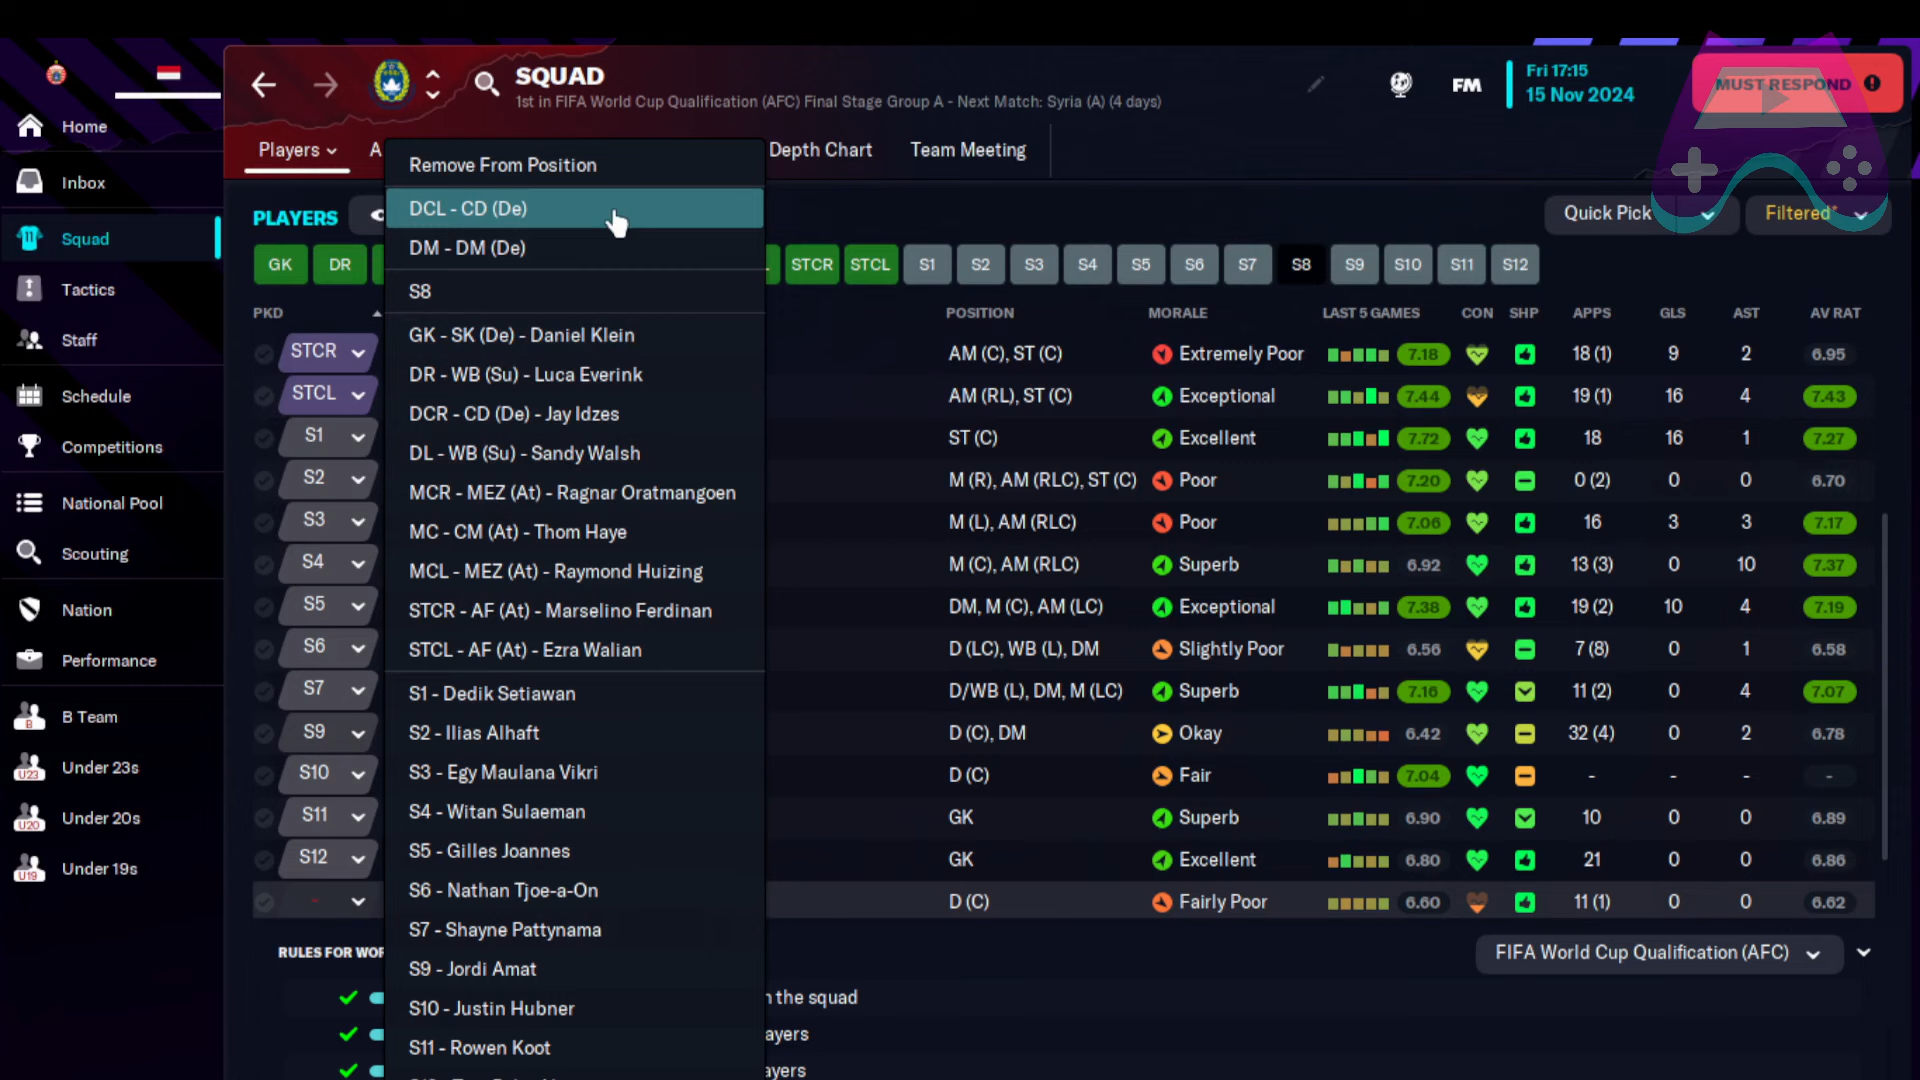 SQUAD
1st in FIFA World Cup Qualification (AFC) Final Stage Group A - Next Match: Syria (A) (4 days)
FM
Fri 17:15
15 Nov 2024
MUST RESPOND
Home
Inbox
Squad
Tactics
Staff
Schedule
Competitions
National Pool
Scouting
Nation
Performance
B
B Team
U23
Under 23s
U20
Under 20s
U19
Under 19s
Players
A
Depth Chart
Team Meeting
PLAYERS
Quick Pick
Filtered*
GK DR STCR STCL S1 S2 S3 S4 S5 S6 S7 S8 S9 S10 S11 S12
Remove From Position
DCL - CD (De)
DM - DM (De)
S8
GK - SK (De) - Daniel Klein
DR - WB (Su) - Luca Everink
DCR - CD (De) - Jay Idzes
DL - WB (Su) - Sandy Walsh
MCR - MEZ (At) - Ragnar Oratmangoen
MC - CM (At) - Thom Haye
MCL - MEZ (At) - Raymond Huizing
STCR - AF (At) - Marselino Ferdinan
STCL - AF (At) - Ezra Walian
S1 - Dedik Setiawan
S2 - Ilias Alhaft
S3 - Egy Maulana Vikri
S4 - Witan Sulaeman
S5 - Gilles Joannes
S6 - Nathan Tjoe-a-On
S7 - Shayne Pattynama
S9 - Jordi Amat
S10 - Justin Hubner
S11 - Rowen Koot
PKD POSITION MORALE LAST 5 GAMES CON SHP APPS GLS AST AV RAT
STCR AM (C), ST (C) Extremely Poor 7.18 18 (1) 9 2 6.95
STCL AM (RL), ST (C) Exceptional 7.44 19 (1) 16 4 7.43
S1 ST (C) Excellent 7.72 18 16 1 7.27
S2 M (R), AM (RLC), ST (C) Poor 7.20 0 (2) 0 0 6.70
S3 M (L), AM (RLC) Poor 7.06 16 3 3 7.17
S4 M (C), AM (RLC) Superb 6.92 13 (3) 0 10 7.37
S5 DM, M (C), AM (LC) Exceptional 7.38 19 (2) 10 4 7.19
S6 D (LC), WB (L), DM Slightly Poor 6.56 7 (8) 0 1 6.58
S7 D/WB (L), DM, M (LC) Superb 7.16 11 (2) 0 4 7.07
S9 D (C), DM Okay 6.42 32 (4) 0 2 6.78
S10 D (C) Fair 7.04 - - - -
S11 GK Superb 6.90 10 0 0 6.89
S12 GK Excellent 6.80 21 0 0 6.86
- D (C) Fairly Poor 6.60 11 (1) 0 0 6.62
RULES FOR WOR
FIFA World Cup Qualification (AFC)
n the squad
ayers
ayers